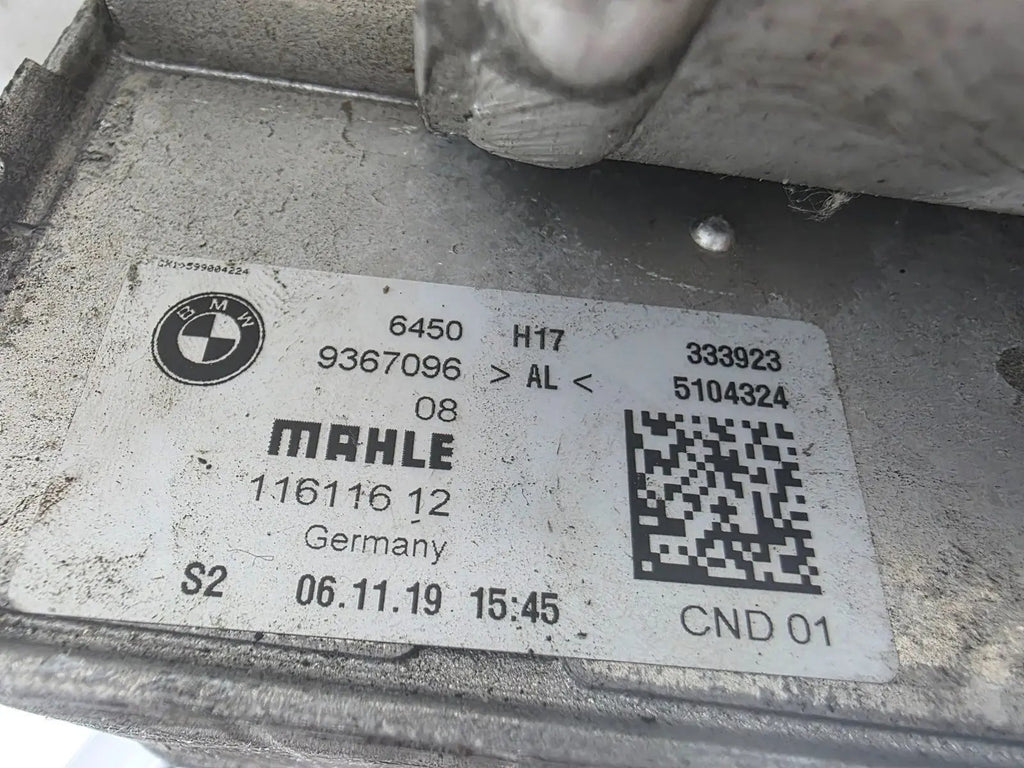 BMW
6450 H17 333923
9367096 > AL < 5104324
08
MAHLE
116116 12
Germany
S2 06.11.19 15:45
CND 01